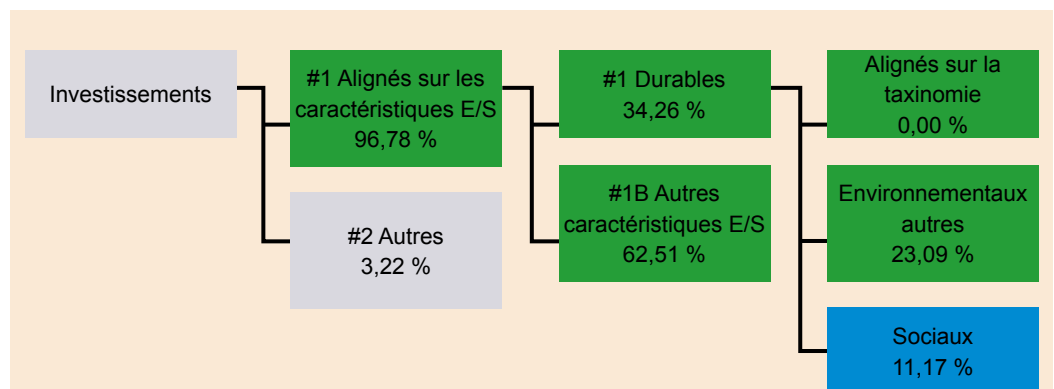 Investissements
#1 Alignés sur les
caractéristiques E/S
96,78 %
#2 Autres
3,22 %
#1 Durables
34,26 %
#1B Autres
caractéristiques E/S
62,51 %
Alignés sur la
taxinomie
0,00 %
Environnementaux
autres
23,09 %
Sociaux
11,17 %